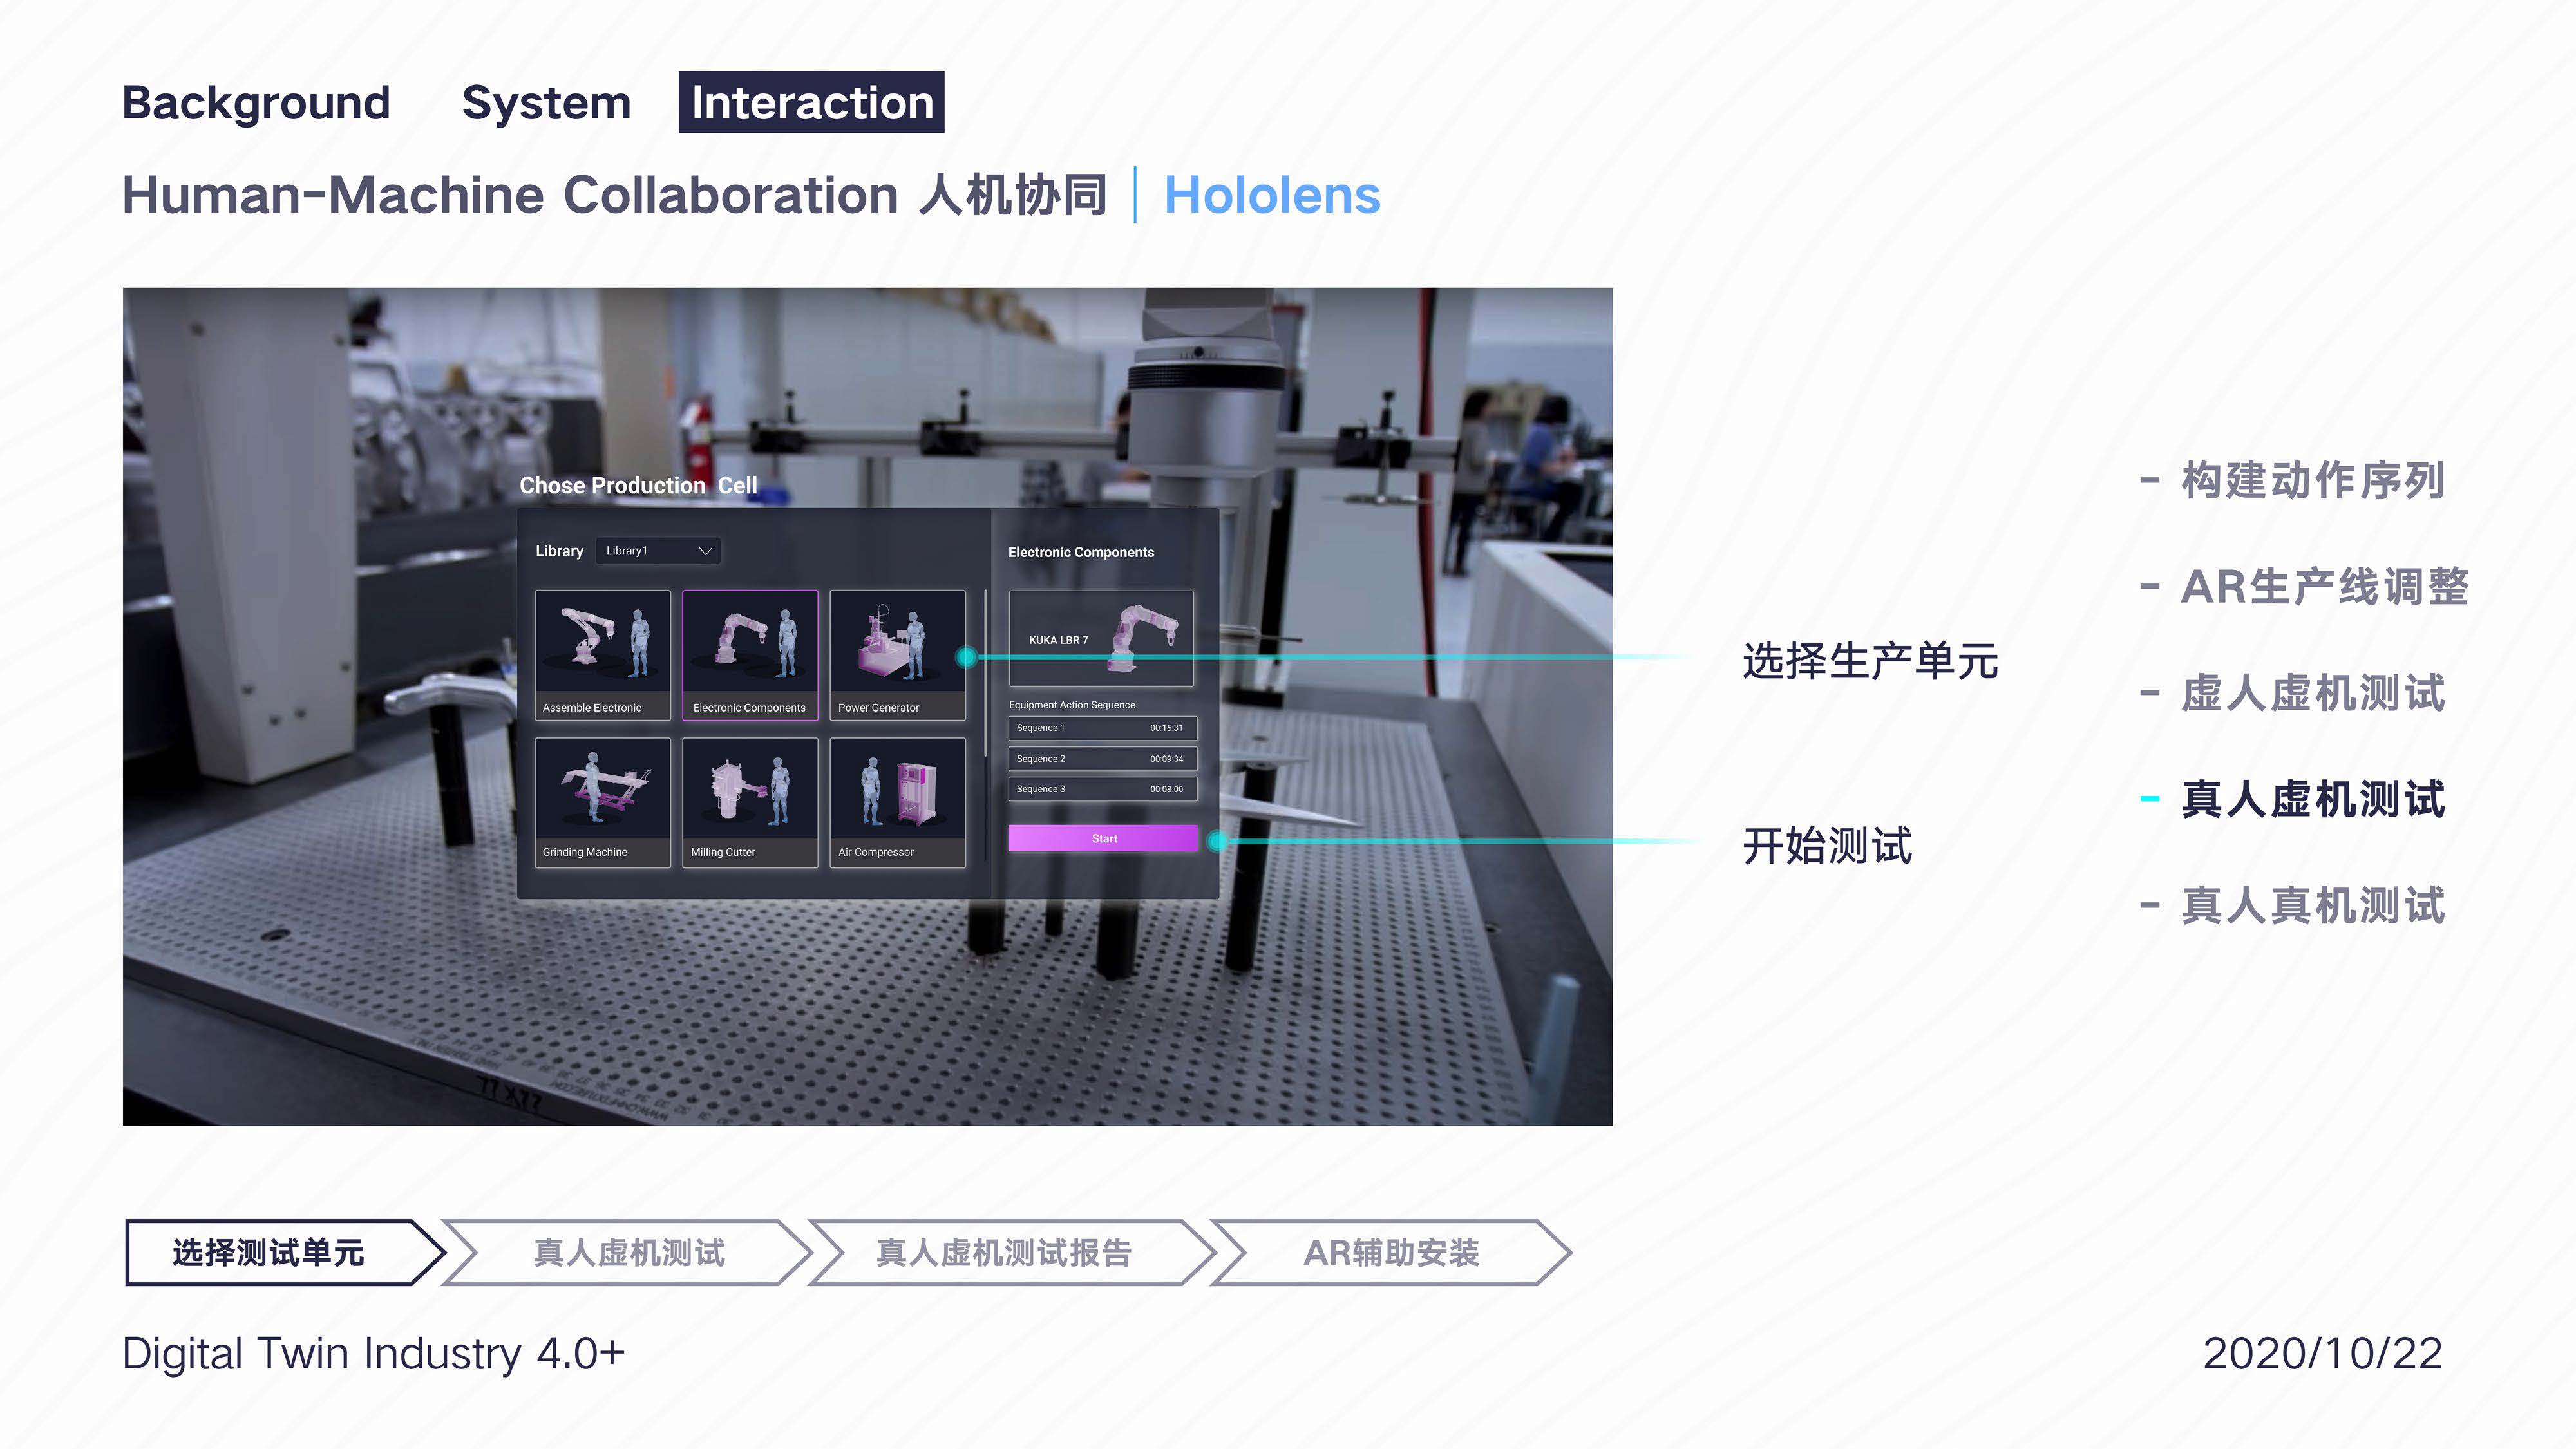 Background System Interaction
Human-Machine Collaboration 人机协同 | Hololens
Chose Production Cell
Library Library1
Assemble Electronic
Electronic Components
Power Generator
Grinding Machine
Milling Cutter
Air Compressor
Electronic Components
KUKA LBR 7
Equipment Action Sequence
Sequence 1 00:15:31
Sequence 2 00:09:34
Sequence 3 00:08:00
Start
选择生产单元
开始测试
- 构建动作序列
- AR生产线调整
- 虚人虚机测试
- 真人虚机测试
- 真人真机测试
选择测试单元
真人虚机测试
真人虚机测试报告
AR辅助安装
Digital Twin Industry 4.0+
2020/10/22